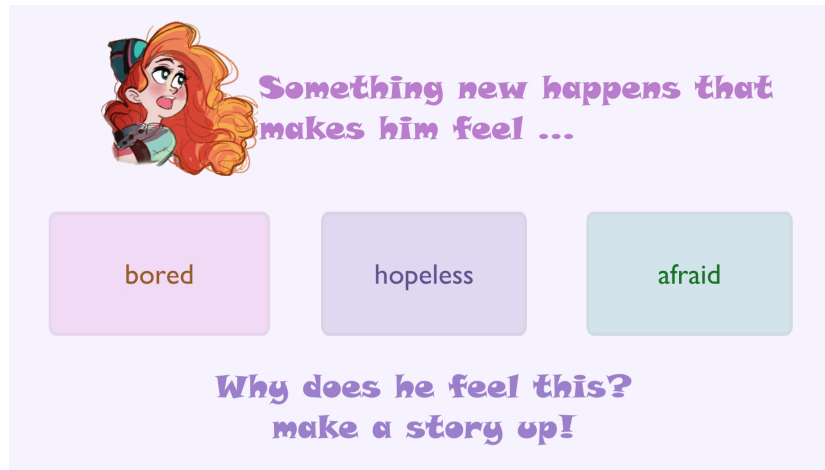 Something new happens that
makes him feel ...
bored
hopeless
afraid
Why does he feel this?
make a story up!